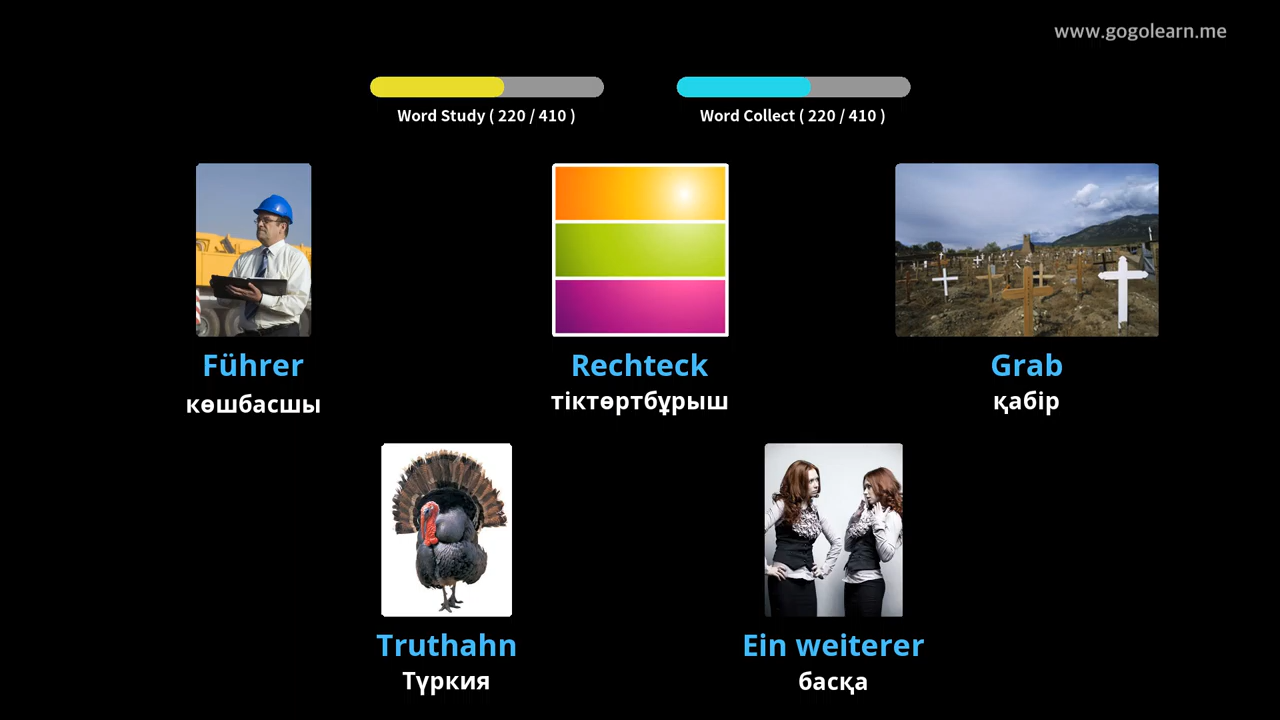 www.gogolearn.me
Word Study ( 220 / 410 )
Word Collect ( 220 / 410 )
Führer
көшбасшы
Rechteck
тіктөртбұрыш
Grab
қабір
Truthahn
Түркия
Ein weiterer
басқа